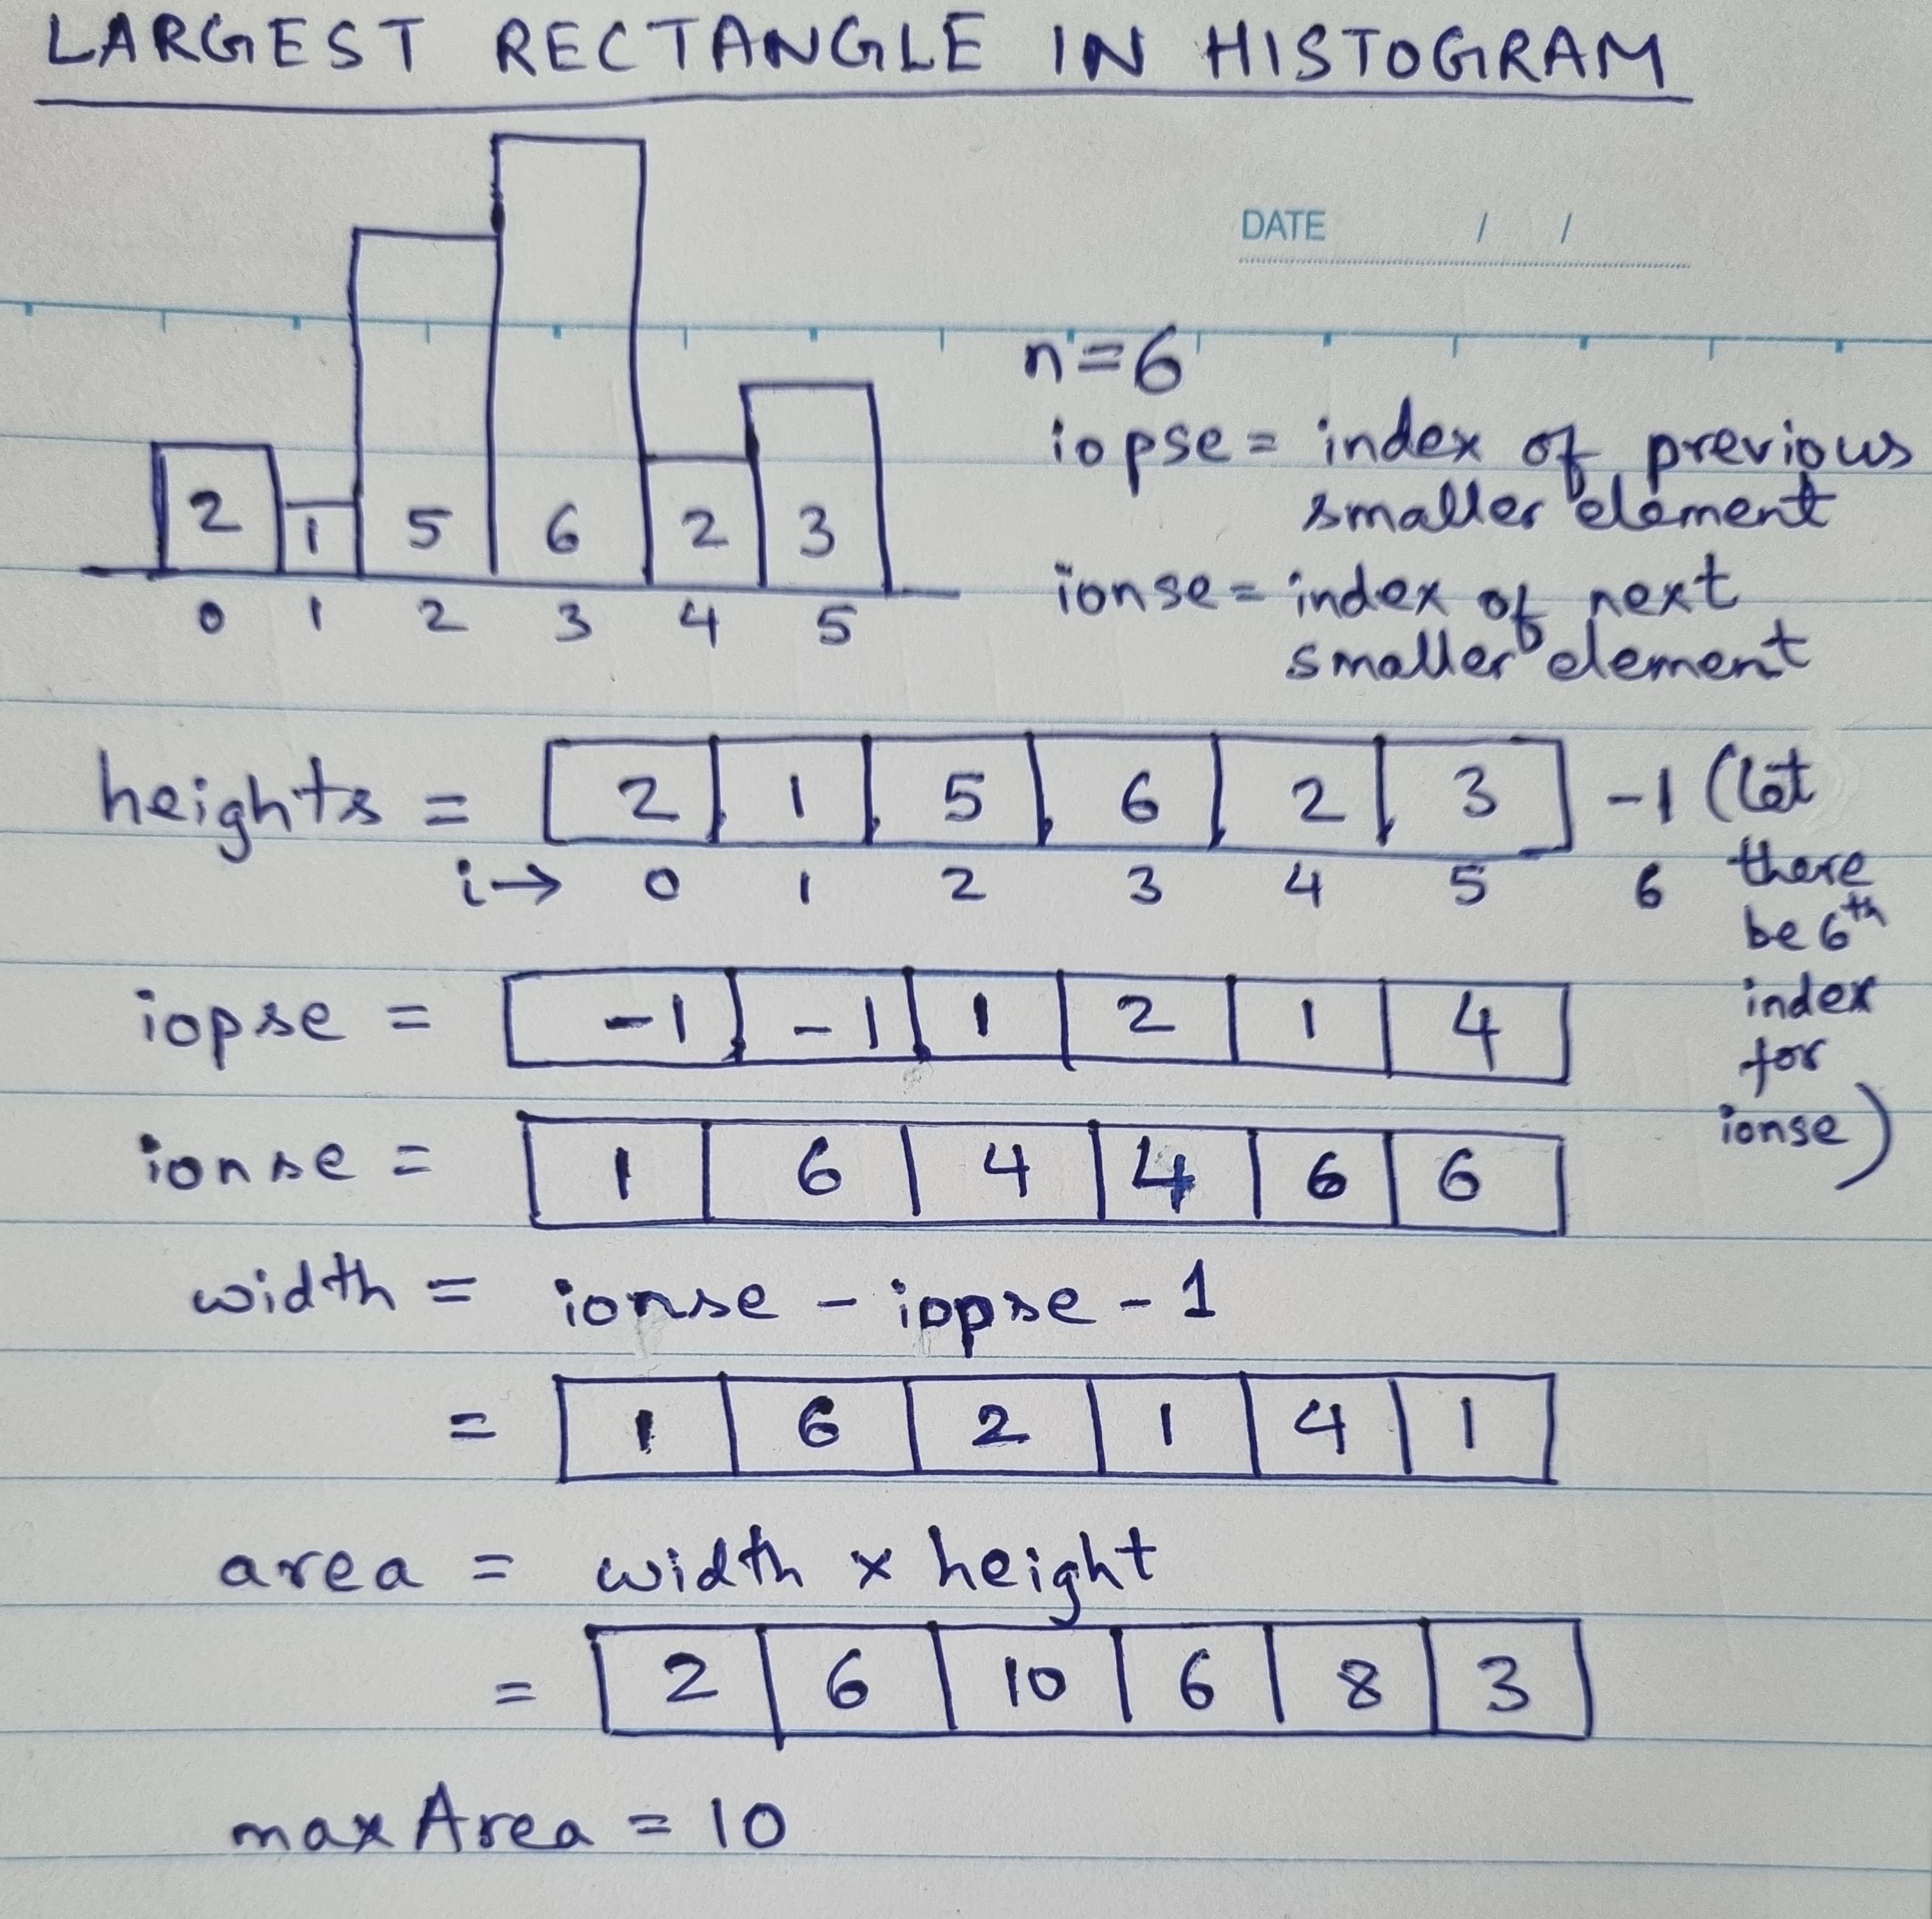 LARGEST RECTANGLE IN HISTOGRAM
DATE / /
2 1 5 6 2 3
0 1 2 3 4 5
n=6
iopse = index of previous
smaller element
ionse = index of next
smaller element
heights = 2 1 5 6 2 3 -1 (Let
i→ 0 1 2 3 4 5 6 there
be 6th
iopse = -1 -1 1 2 1 4 index
for
ionse = 1 6 4 4 6 6 ionse)
width = ionse - iopse - 1
= 1 6 2 1 4 1
area = width x height
= 2 6 10 6 8 3
maxArea = 10